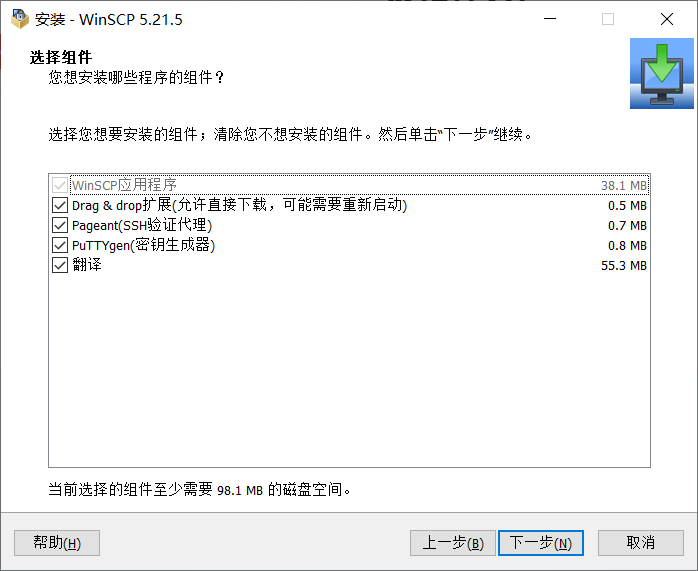 安装 - WinSCP 5.21.5
选择组件
您想安装哪些程序的组件？
选择您想要安装的组件；清除您不想安装的组件。然后单击“下一步”继续。
WinSCP应用程序 38.1 MB
Drag & drop扩展(允许直接下载，可能需要重新启动) 0.5 MB
Pageant(SSH验证代理) 0.7 MB
PuTTYgen(密钥生成器) 0.8 MB
翻译 55.3 MB
当前选择的组件至少需要 98.1 MB 的磁盘空间。
帮助(H) 上一步(B) 下一步(N) 取消